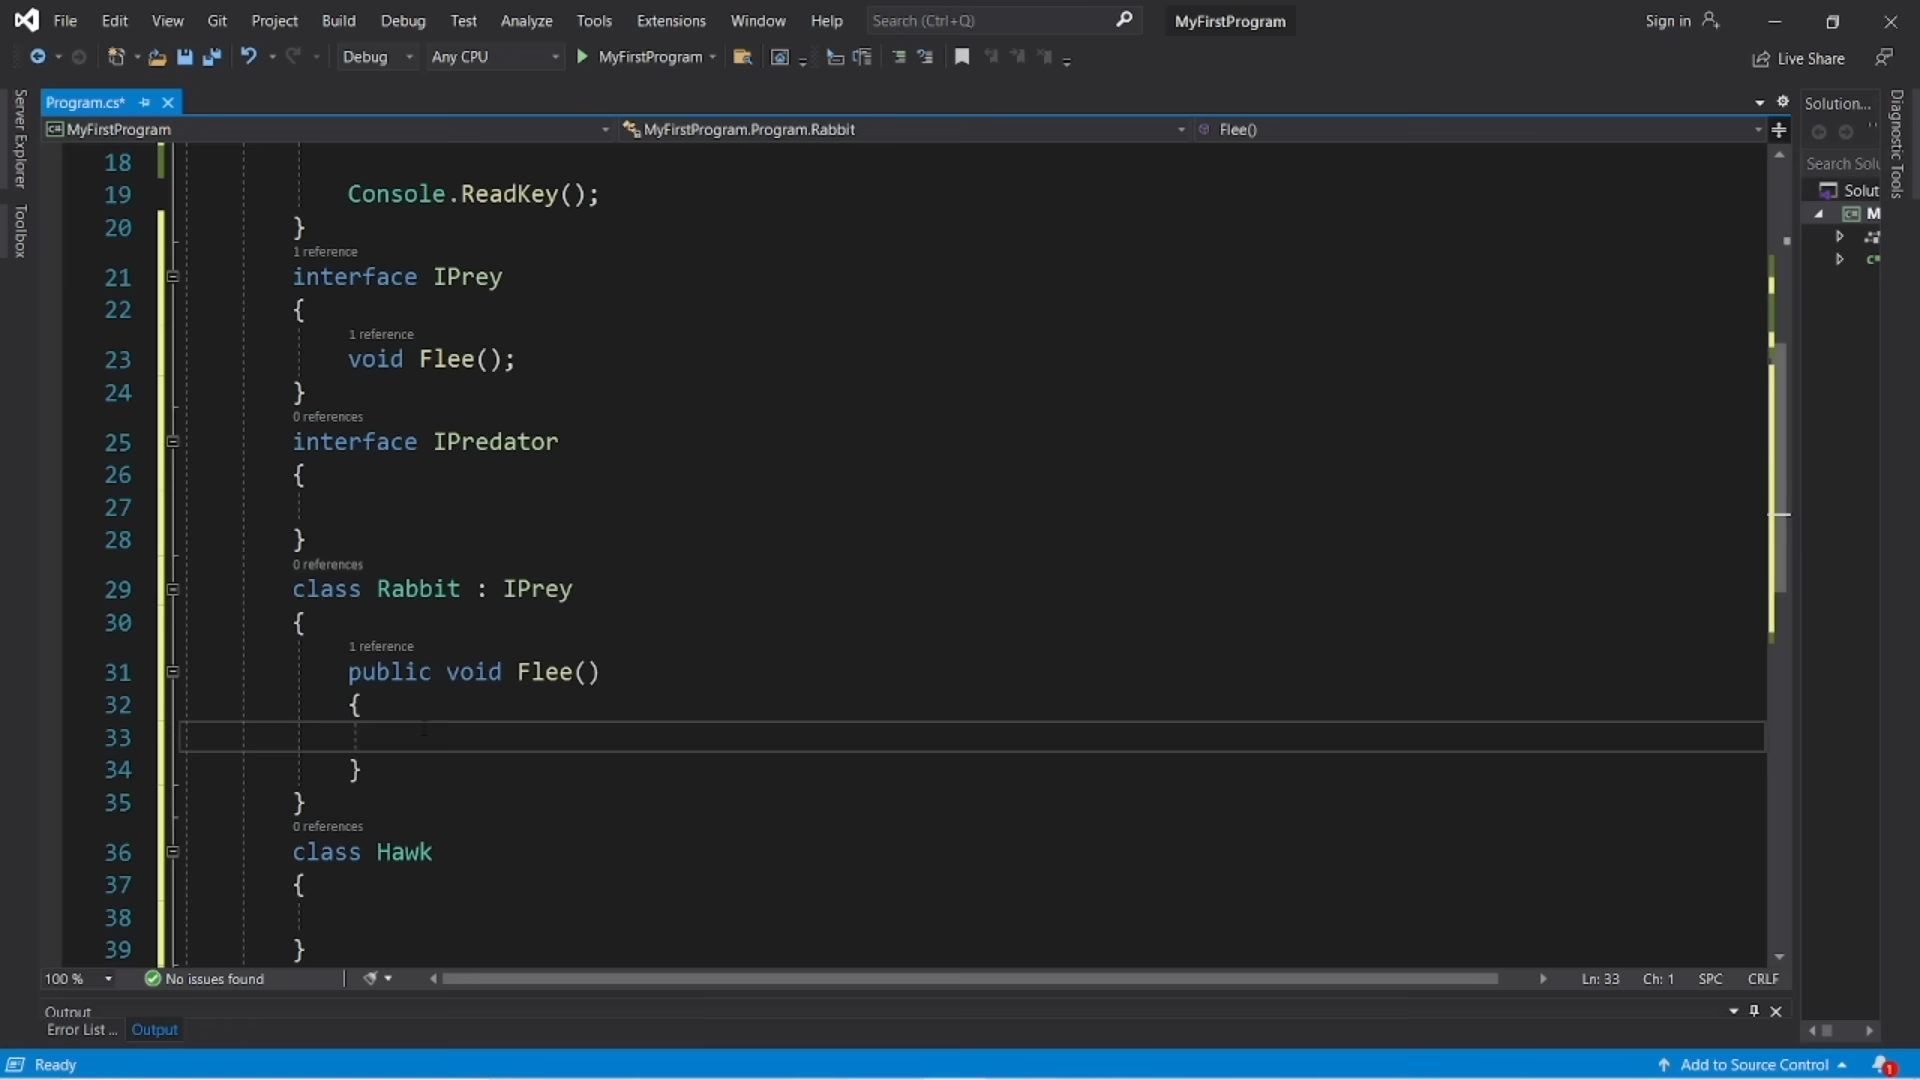 File Edit View Git Project Build Debug Test Analyze Tools Extensions Window Help Search (Ctrl+Q) MyFirstProgram Sign in
Debug Any CPU MyFirstProgram Live Share
Server Explorer
Toolbox
Program.cs*
MyFirstProgram MyFirstProgram.Program.Rabbit Flee()
18
19 Console.ReadKey();
20 }
1 reference
21 interface IPrey
22 {
1 reference
23 void Flee();
24 }
0 references
25 interface IPredator
26 {
27
28 }
0 references
29 class Rabbit : IPrey
30 {
1 reference
31 public void Flee()
32 {
33
34 }
35 }
0 references
36 class Hawk
37 {
38
39 }
Solution...
Search Solu
Solut
M
Diagnostic Tools
100 % No issues found Ln: 33 Ch: 1 SPC CRLF
Output
Error List ... Output
Ready Add to Source Control 1